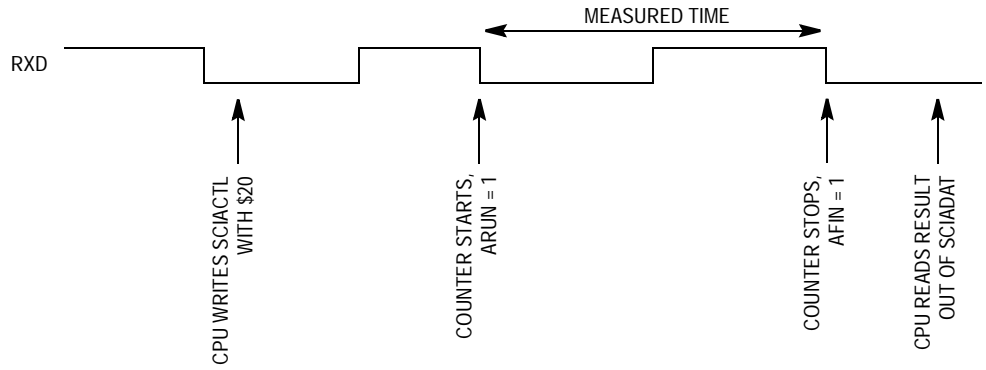 MEASURED TIME
RXD
CPU WRITES SCIACTL
WITH $20
COUNTER STARTS,
ARUN = 1
COUNTER STOPS,
AFIN = 1
CPU READS RESULT
OUT OF SCIADAT